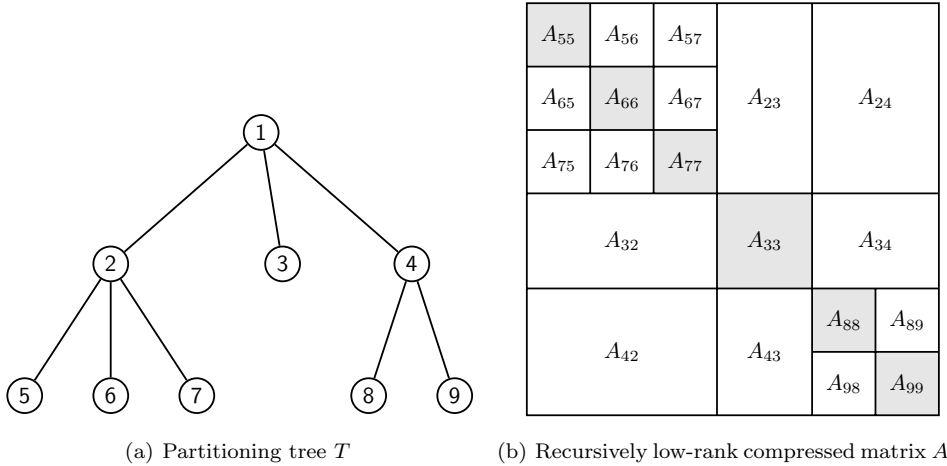 A₅₅ A₅₆ A₅₇
A₂₃ A₂₄
A₆₅ A₆₆ A₆₇
A₇₅ A₇₆ A₇₇
A₃₂ A₃₃ A₃₄
A₄₂ A₄₃
A₈₈ A₈₉
A₉₈ A₉₉
1
2 3 4
5 6 7 8 9
(a) Partitioning tree T
(b) Recursively low-rank compressed matrix A